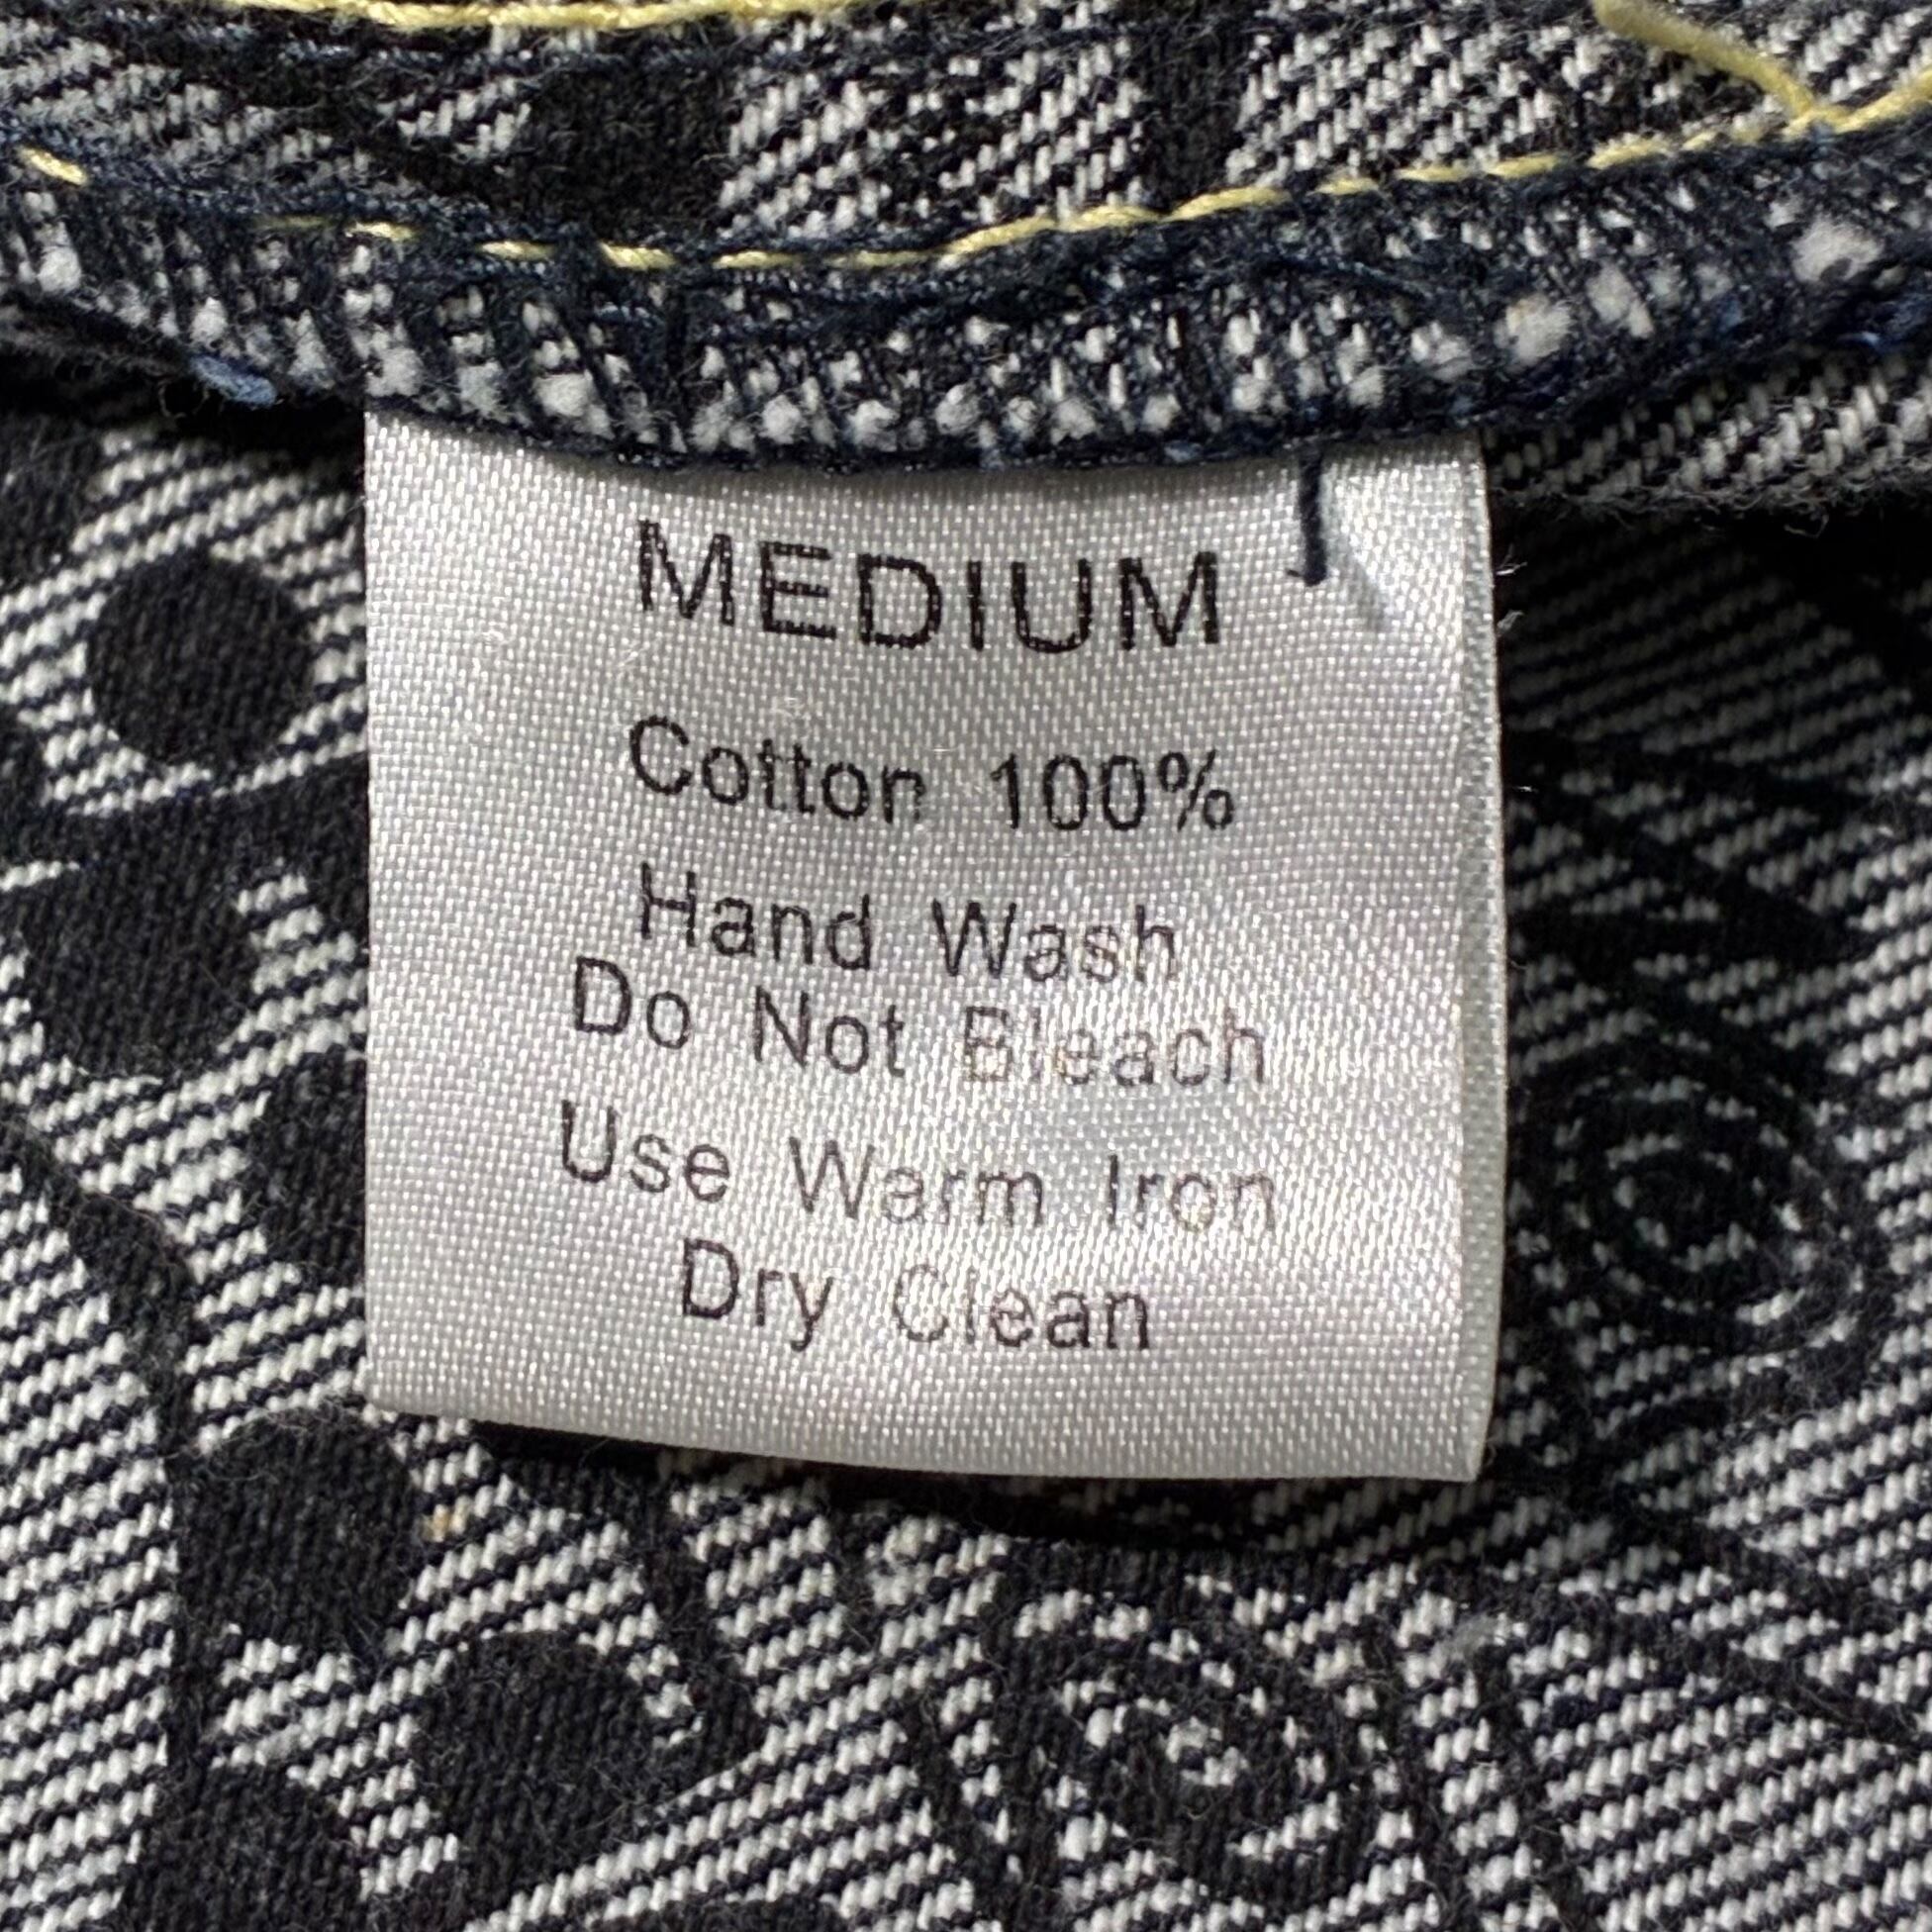 MEDIUM
Cotton 100%
Hand Wash
Do Not Bleach
Use Warm Iron
Dry Clean